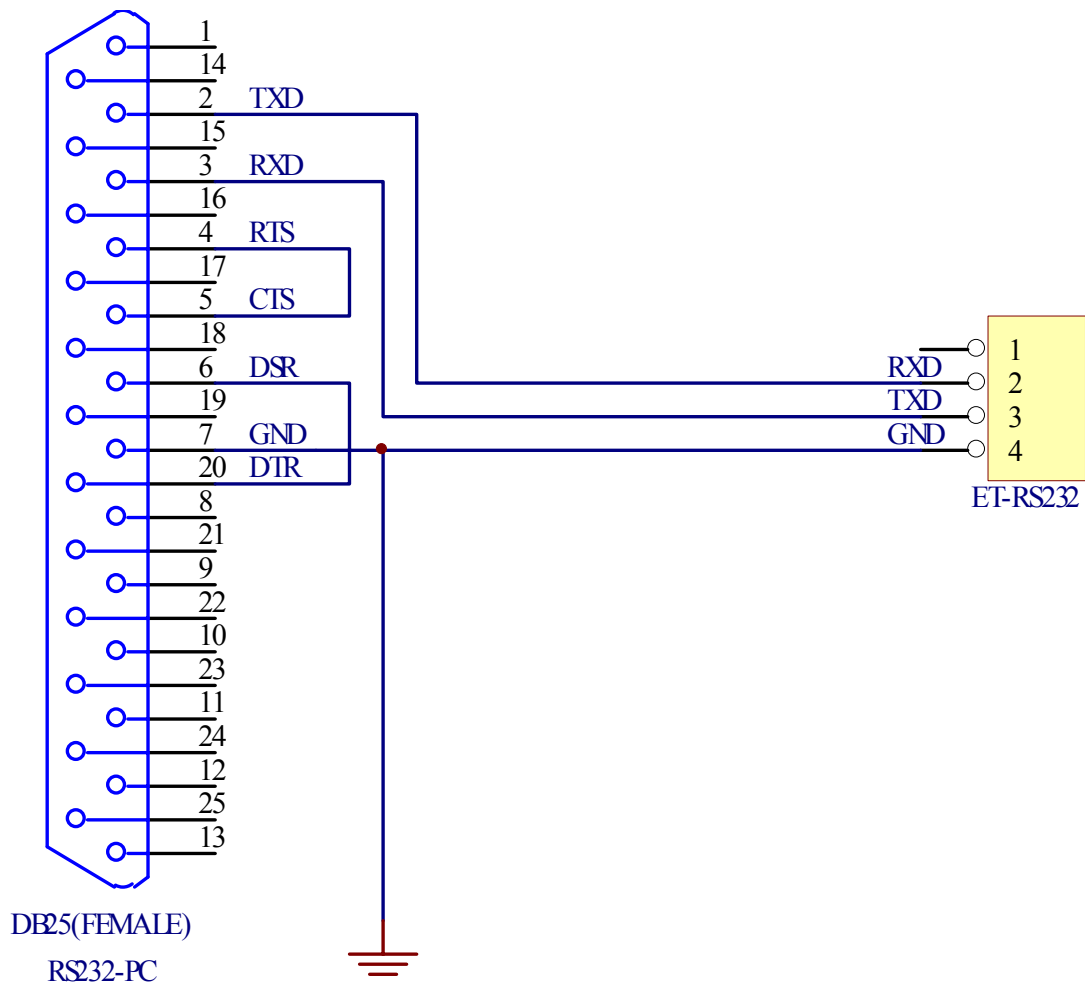 1
14
2 TXD
15
3 RXD
16
4 RTS
17
5 CTS
18
6 DSR
19
7 GND
20 DTR
8
21
9
22
10
23
11
24
12
25
13
DB25(FEMALE)
RS232-PC
1
RXD 2
TXD 3
GND 4
ET-RS232